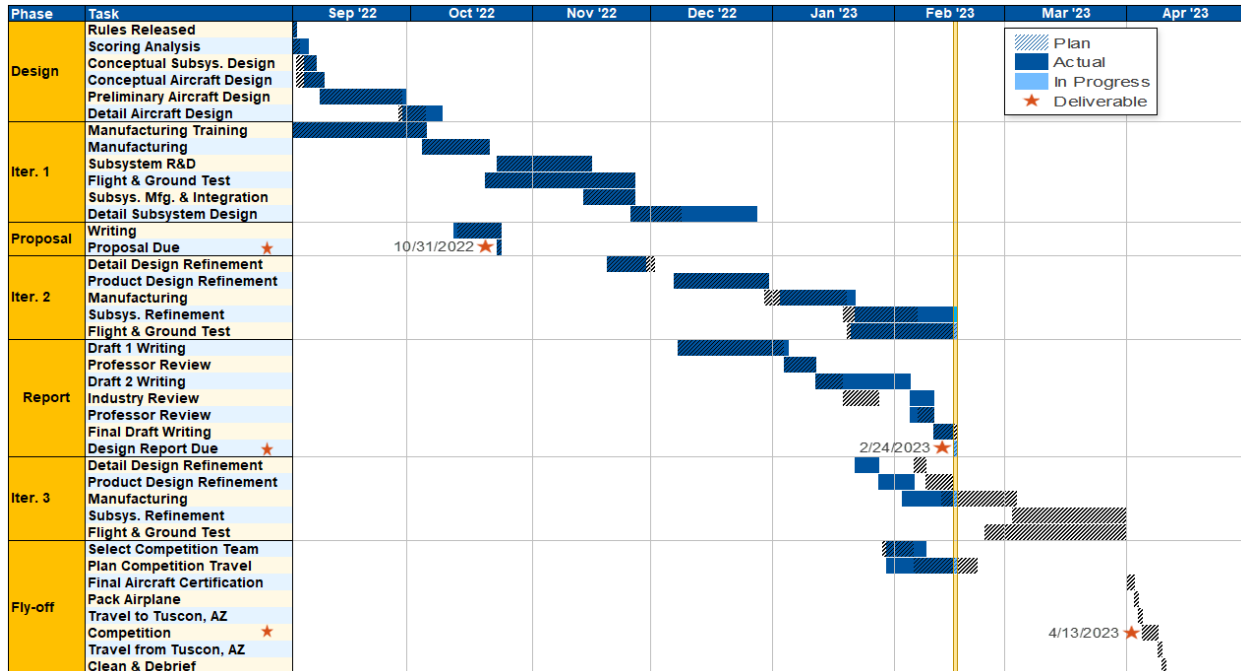 Phase Task Sep '22 Oct '22 Nov '22 Dec '22 Jan '23 Feb '23 Mar '23 Apr '23
Plan
Actual
In Progress
Deliverable
Design
Rules Released
Scoring Analysis
Conceptual Subsys. Design
Conceptual Aircraft Design
Preliminary Aircraft Design
Detail Aircraft Design
Iter. 1
Manufacturing Training
Manufacturing
Subsystem R&D
Flight & Ground Test
Subsys. Mfg. & Integration
Detail Subsystem Design
Proposal
Writing
Proposal Due 10/31/2022
Iter. 2
Detail Design Refinement
Product Design Refinement
Manufacturing
Subsys. Refinement
Flight & Ground Test
Report
Draft 1 Writing
Professor Review
Draft 2 Writing
Industry Review
Professor Review
Final Draft Writing
Design Report Due 2/24/2023
Iter. 3
Detail Design Refinement
Product Design Refinement
Manufacturing
Subsys. Refinement
Flight & Ground Test
Fly-off
Select Competition Team
Plan Competition Travel
Final Aircraft Certification
Pack Airplane
Travel to Tuscon, AZ
Competition 4/13/2023
Travel from Tuscon, AZ
Clean & Debrief